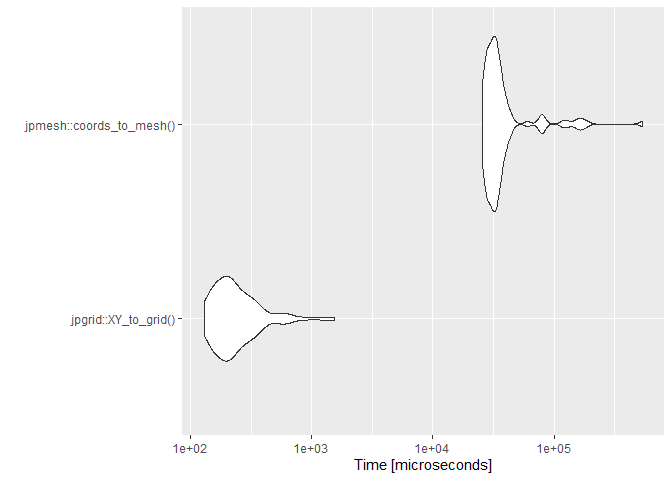 jpmesh::coords_to_mesh()
jpgrid::XY_to_grid()
1e+02 1e+03 1e+04 1e+05
Time [microseconds]